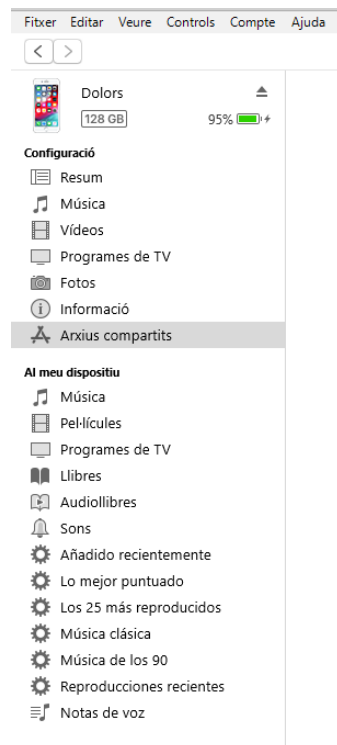 Fitxer Editar Veure Controls Compte Ajuda
Dolors
128 GB 95%
Configuració
Resum
Música
Vídeos
Programes de TV
Fotos
Informació
Arxius compartits
Al meu dispositiu
Música
Pel·lícules
Programes de TV
Llibres
Audiollibres
Sons
Añadido recientemente
Lo mejor puntuado
Los 25 más reproducidos
Música clásica
Música de los 90
Reproducciones recientes
Notas de voz